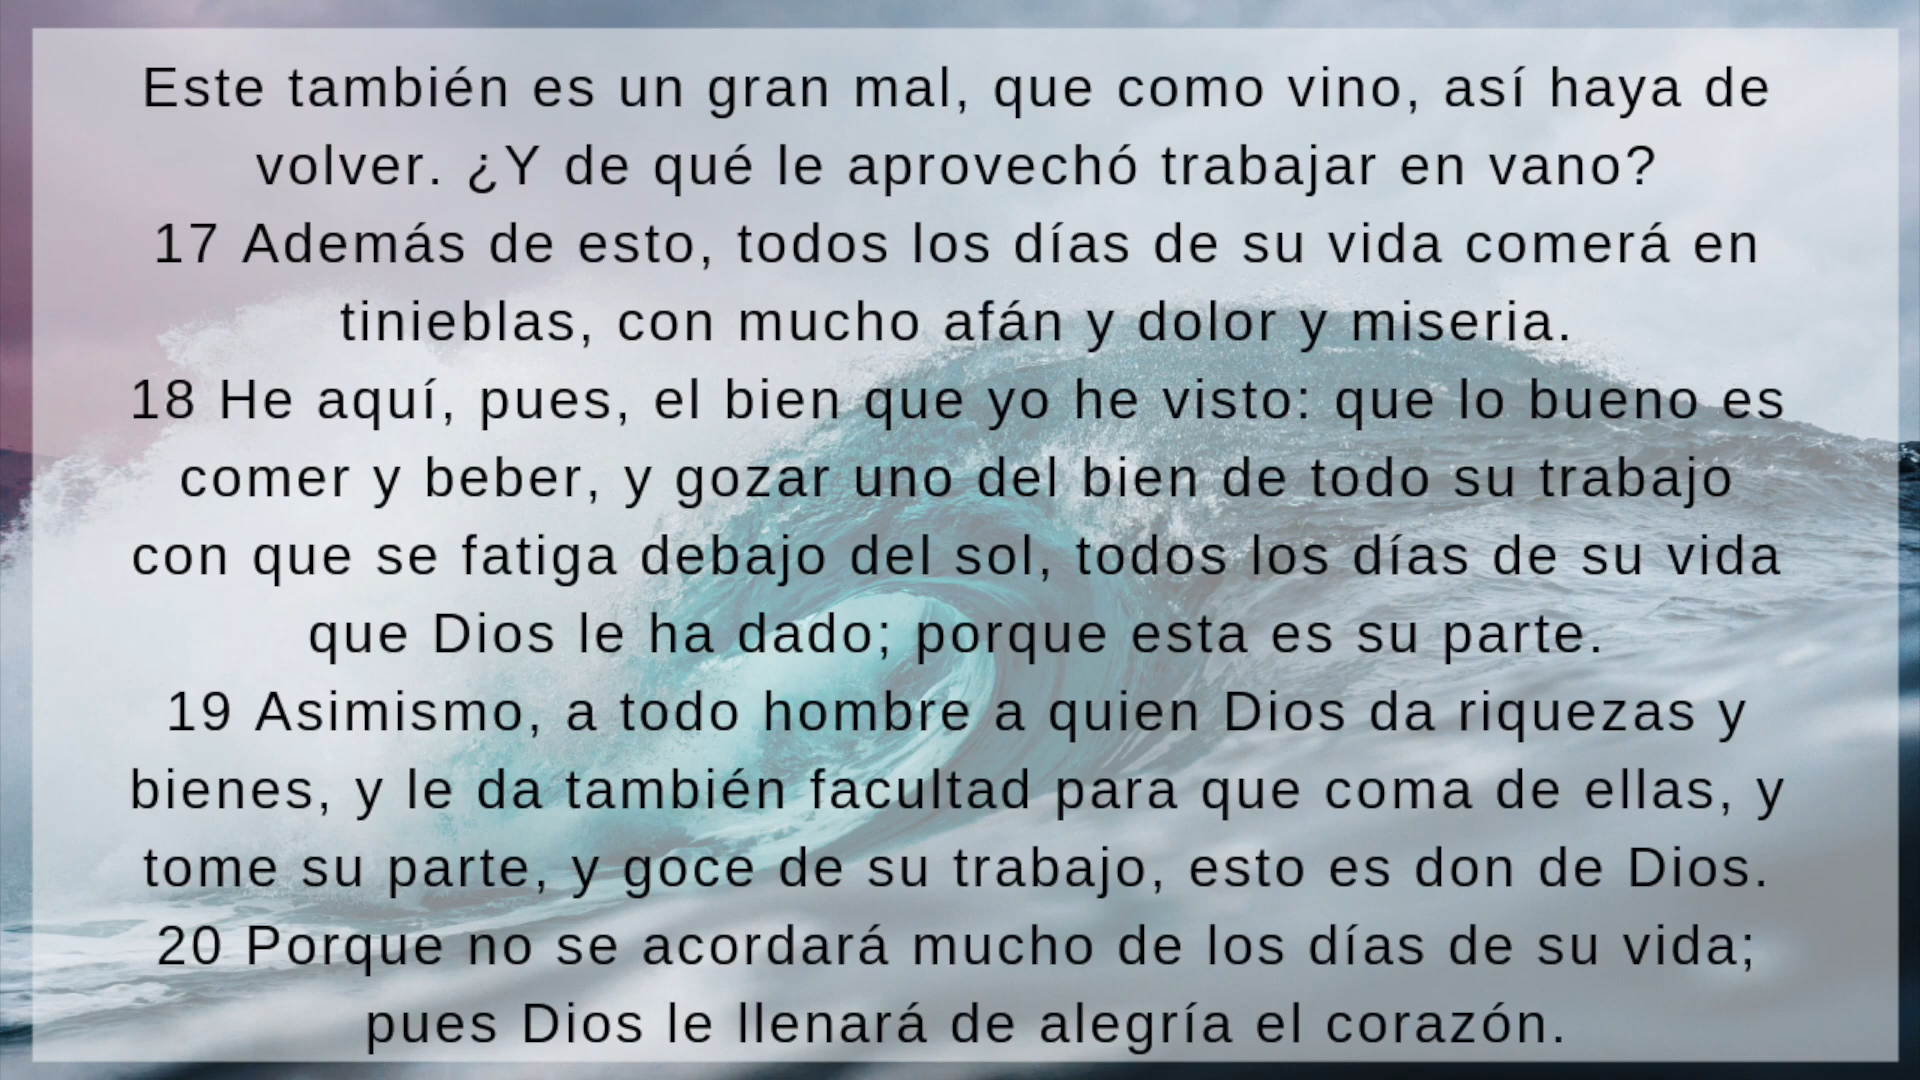 Este también es un gran mal, que como vino, así haya de
volver. ¿Y de qué le aprovechó trabajar en vano?
17 Además de esto, todos los días de su vida comerá en
tinieblas, con mucho afán y dolor y miseria.
18 He aquí, pues, el bien que yo he visto: que lo bueno es
comer y beber, y gozar uno del bien de todo su trabajo
con que se fatiga debajo del sol, todos los días de su vida
que Dios le ha dado; porque esta es su parte.
19 Asimismo, a todo hombre a quien Dios da riquezas y
bienes, y le da también facultad para que coma de ellas, y
tome su parte, y goce de su trabajo, esto es don de Dios.
20 Porque no se acordará mucho de los días de su vida;
pues Dios le llenará de alegría el corazón.